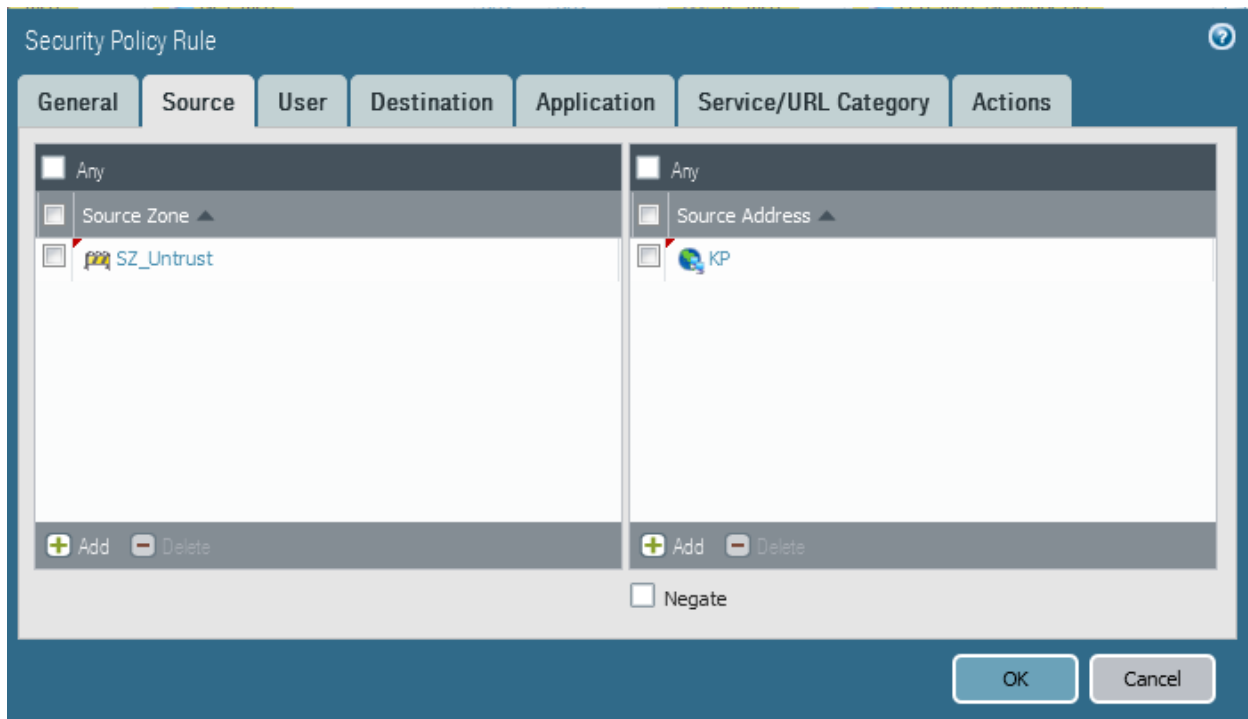 Security Policy Rule
General Source User Destination Application Service/URL Category Actions
Any
Source Zone
SZ_Untrust
Add Delete
Any
Source Address
KP
Add Delete
Negate
OK Cancel